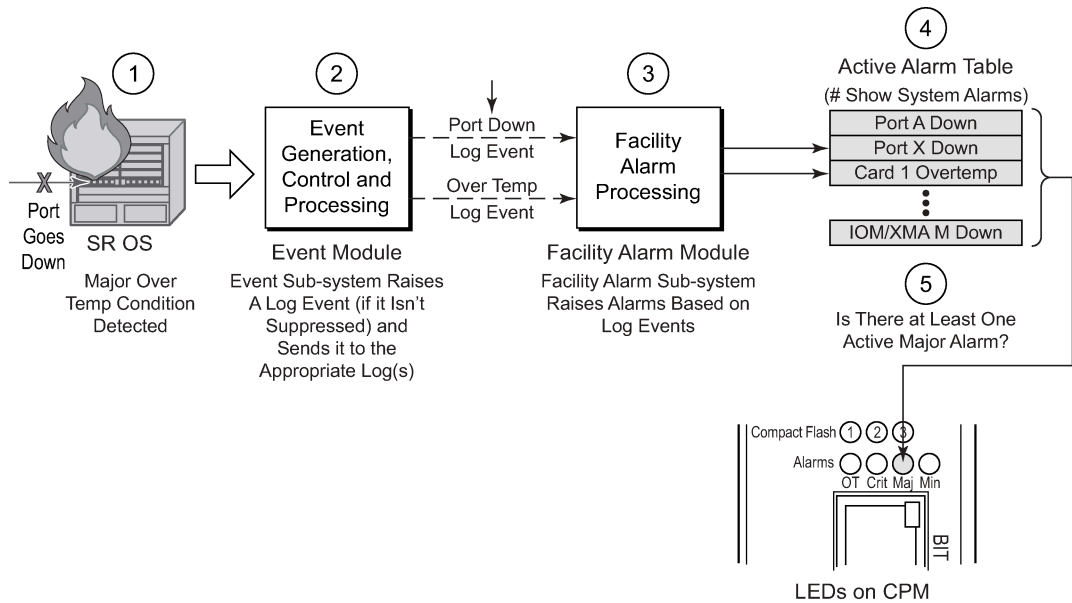 1
Port
Goes
Down
SR OS
Major Over
Temp Condition
Detected
2
Event
Generation,
Control and
Processing
Event Module
Event Sub-system Raises
A Log Event (if it Isn't
Suppressed) and
Sends it to the
Appropriate Log(s)
Port Down
Log Event
Over Temp
Log Event
3
Facility
Alarm
Processing
Facility Alarm Module
Facility Alarm Sub-system
Raises Alarms Based on
Log Events
4
Active Alarm Table
(# Show System Alarms)
Port A Down
Port X Down
Card 1 Overtemp
IOM/XMA M Down
5
Is There at Least One
Active Major Alarm?
Compact Flash 1 2 3
Alarms
OT Crit Maj Min
BIT
LEDs on CPM